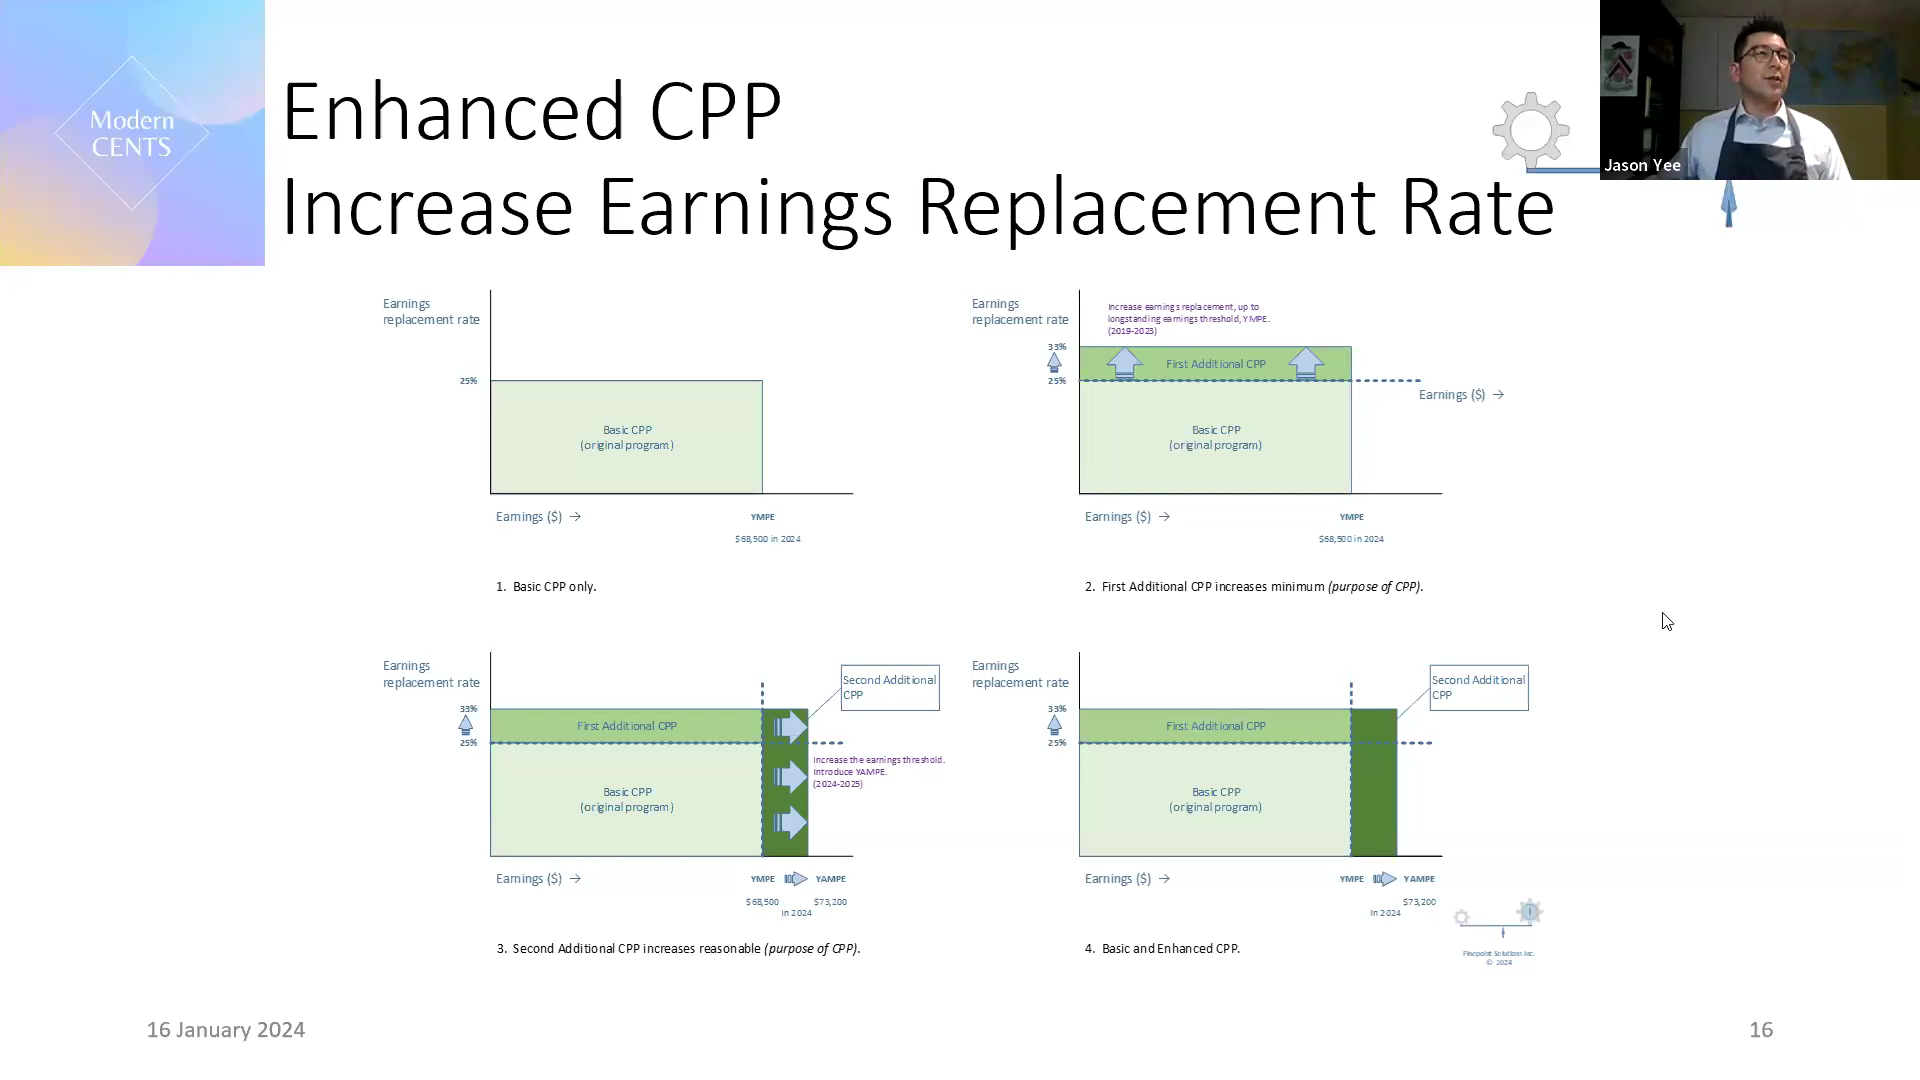 Modern
CENTS
Enhanced CPP
Increase Earnings Replacement Rate
Jason Yee
Earnings
replacement rate
25%
Basic CPP
(original program)
Earnings ($) →
YMPE
$68,500 in 2024
1. Basic CPP only.
Earnings
replacement rate
Increase earnings replacement, up to
longstanding earnings threshold, YMPE.
(2019-2023)
33%
First Additional CPP
25%
Earnings ($) →
Basic CPP
(original program)
Earnings ($) →
YMPE
$68,500 in 2024
2. First Additional CPP increases minimum (purpose of CPP).
Earnings
replacement rate
Second Additional
CPP
33%
First Additional CPP
25%
Increase the earnings threshold.
Introduce YAMPE.
(2024-2025)
Basic CPP
(original program)
Earnings ($) →
YMPE
YAMPE
$68,500
$73,200
in 2024
3. Second Additional CPP increases reasonable (purpose of CPP).
Earnings
replacement rate
Second Additional
CPP
33%
First Additional CPP
25%
Basic CPP
(original program)
Earnings ($) →
YMPE
YAMPE
$73,200
in 2024
4. Basic and Enhanced CPP.
Finepoint Solutions Inc.
© 2024
16 January 2024
16